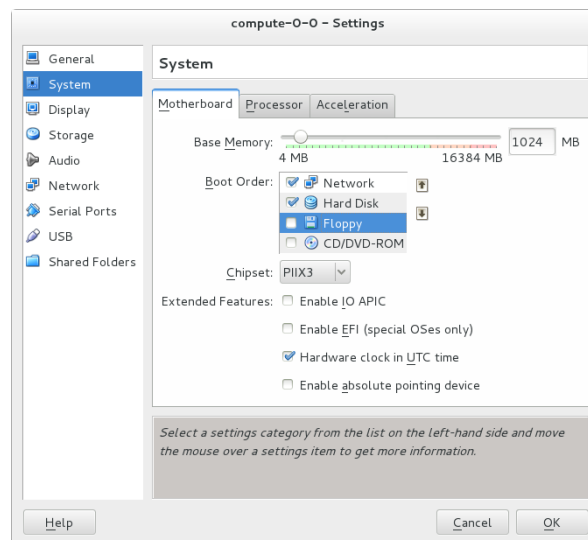 compute-0-0 - Settings
General
System
Display
Storage
Audio
Network
Serial Ports
USB
Shared Folders
System
Motherboard Processor Acceleration
Base Memory: 1024 MB
4 MB 16384 MB
Boot Order: Network
Hard Disk
Floppy
CD/DVD-ROM
Chipset: PIIX3
Extended Features: Enable IO APIC
Enable EFI (special OSes only)
Hardware clock in UTC time
Enable absolute pointing device
Select a settings category from the list on the left-hand side and move
the mouse over a settings item to get more information.
Help Cancel OK